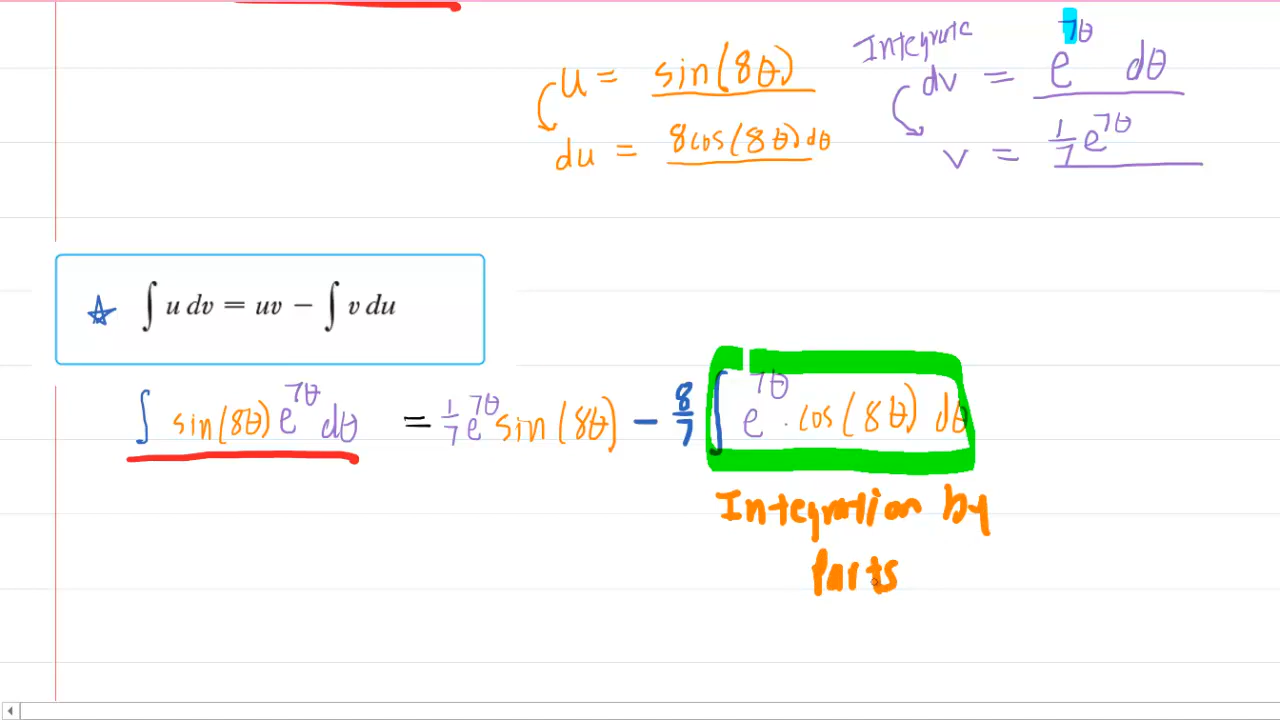 Integrate
u = sin(8θ) dv = e^{7θ} dθ
du = 8cos(8θ)dθ v = 1/7 e^{7θ}
☆ ∫ u dv = uv − ∫ v du
∫ sin(8θ) e^{7θ} dθ = 1/7 e^{7θ} sin(8θ) − 8/7 ∫ e^{7θ} · cos(8θ) dθ
Integration by
Parts